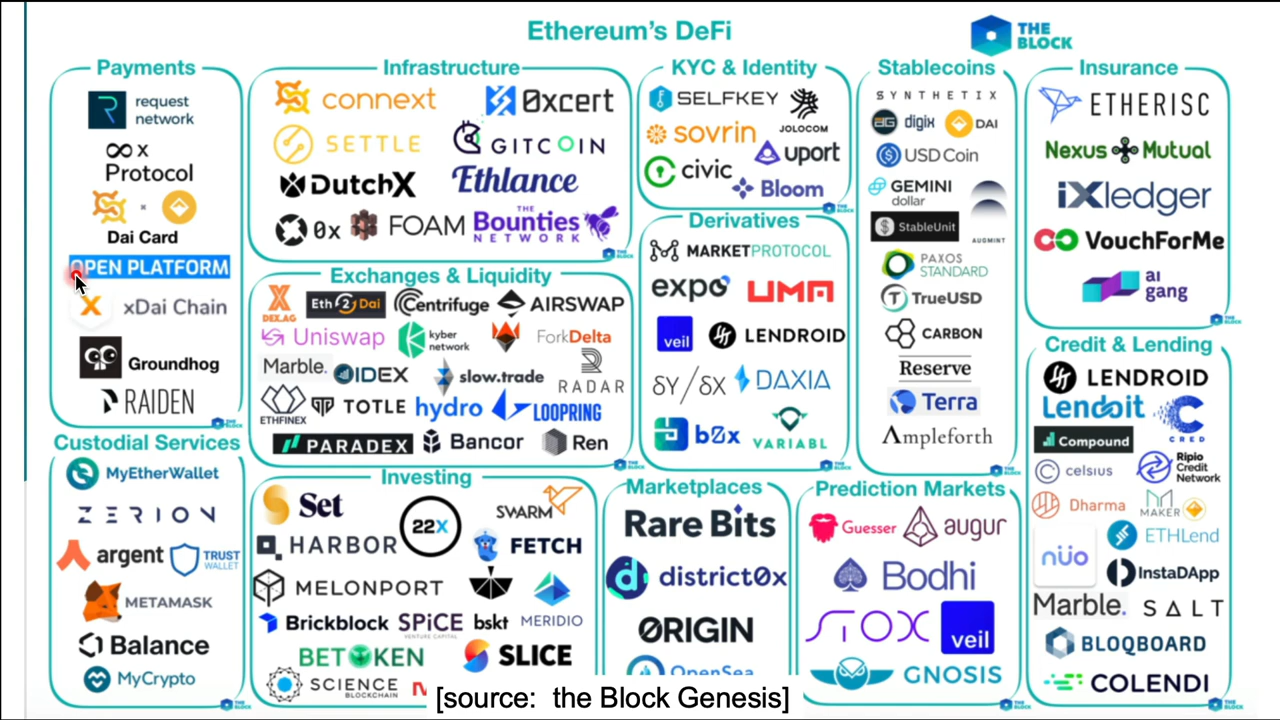 Ethereum's DeFi
THE BLOCK
Payments
request network
∞ x Protocol
Dai Card
OPEN PLATFORM
xDai Chain
Groundhog
RAIDEN
Custodial Services
MyEtherWallet
ZERION
argent
TRUST WALLET
METAMASK
Balance
MyCrypto
Infrastructure
connext
0xcert
SETTLE
GITCOIN
DutchX
Ethlance
0x
FOAM
THE Bounties NETWORK
Exchanges & Liquidity
DEX.AG
Eth 2 Dai
Centrifuge
AIRSWAP
Uniswap
kyber network
ForkDelta
Marble.
IDEX
slow.trade
RADAR
ETHFINEX
TOTLE
hydro
LOOPRING
PARADEX
Bancor
Ren
Investing
Set
22X
SWARM
HARBOR
FETCH
MELONPORT
Brickblock
SPiCE VENTURE CAPITAL
bskt
MERIDIO
BETOKEN
SLICE
SCIENCE BLOCKCHAIN
KYC & Identity
SELFKEY
JOLOCOM
sovrin
uport
civic
Bloom
Derivatives
MARKETPROTOCOL
expo
UMA
veil
LENDROID
δY/δX
DAXIA
b0x
VARIABL
Marketplaces
Rare Bits
district0x
ØRIGIN
OpenSea
Stablecoins
SYNTHETIX
DG digix
DAI
USD Coin
GEMINI dollar
AUGMINT
StableUnit
PAXOS STANDARD
TrueUSD
CARBON
Reserve
Terra
Ampleforth
Prediction Markets
Guesser
augur
Bodhi
STOX
veil
GNOSIS
Insurance
ETHERISC
Nexus Mutual
iXledger
VouchForMe
ai gang
Credit & Lending
LENDROID
Lendoit
CRED
Compound
celsius
Ripio Credit Network
Dharma
MAKER
nüo
ETHLend
InstaDApp
Marble.
SALT
BLOQBOARD
COLENDI
[source:  the Block Genesis]